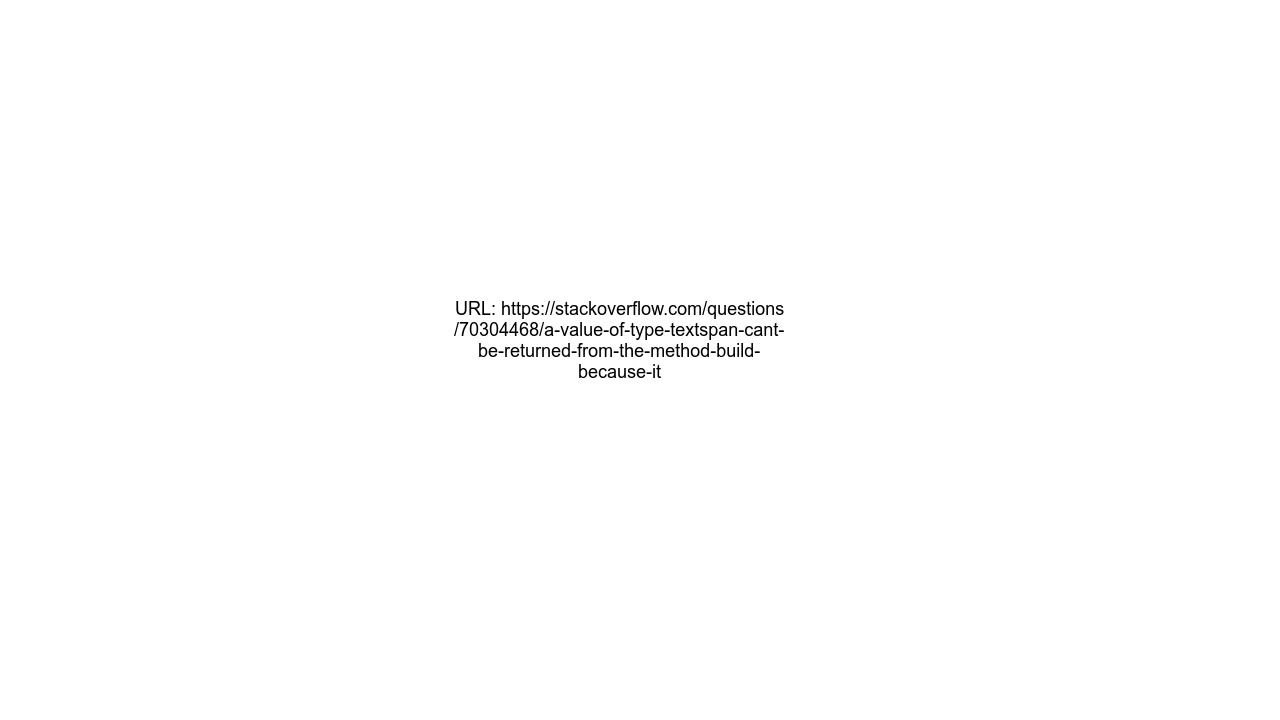 URL: https://stackoverflow.com/questions
/70304468/a-value-of-type-textspan-cant-
be-returned-from-the-method-build-
because-it